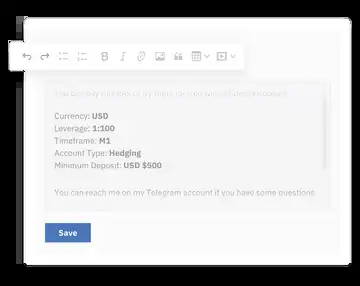 Currency: USD
Leverage: 1:100
Timeframe: M1
Account Type: Hedging
Minimum Deposit: USD $500
You can reach me on my Telegram account if you have some questions
Save